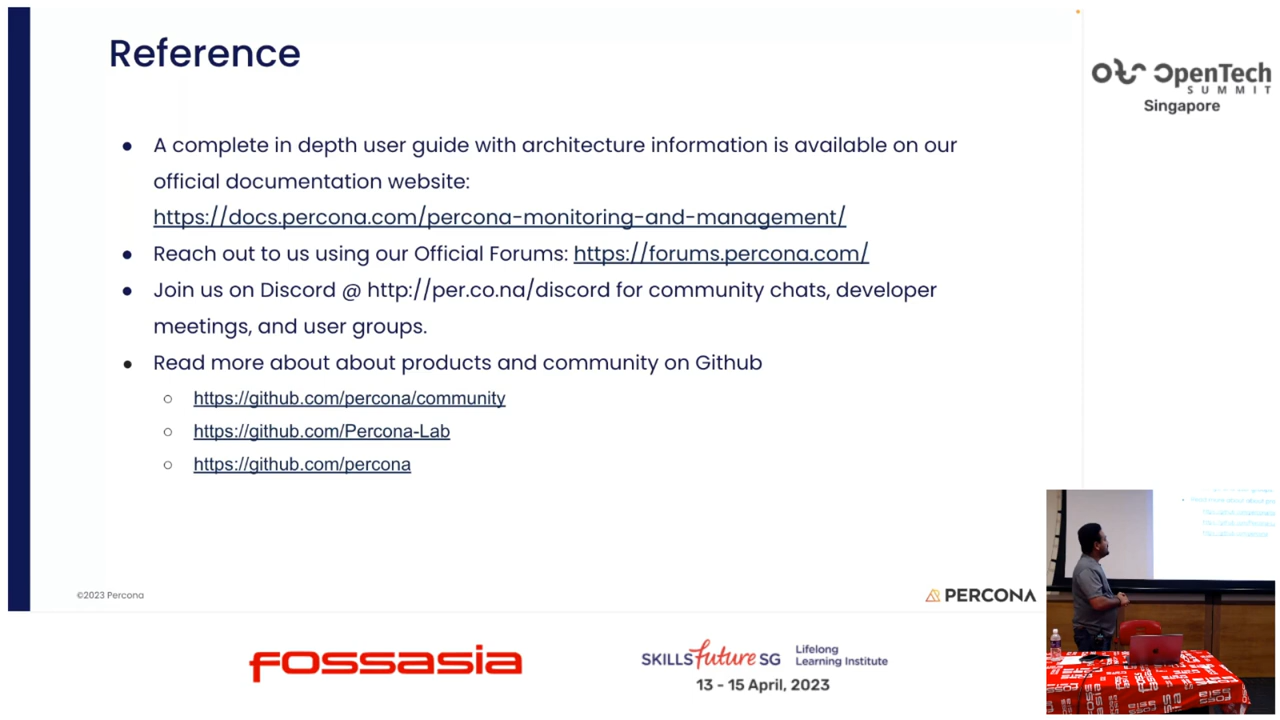 Reference
OpenTech
SUMMIT
Singapore
● A complete in depth user guide with architecture information is available on our
official documentation website:
https://docs.percona.com/percona-monitoring-and-management/
● Reach out to us using our Official Forums: https://forums.percona.com/
● Join us on Discord @ http://per.co.na/discord for community chats, developer
meetings, and user groups.
● Read more about about products and community on Github
○ https://github.com/percona/community
○ https://github.com/Percona-Lab
○ https://github.com/percona
©2023 Percona
PERCONA
FOSSASIA
SKILLSfuture SG
Lifelong
Learning Institute
13 - 15 April, 2023